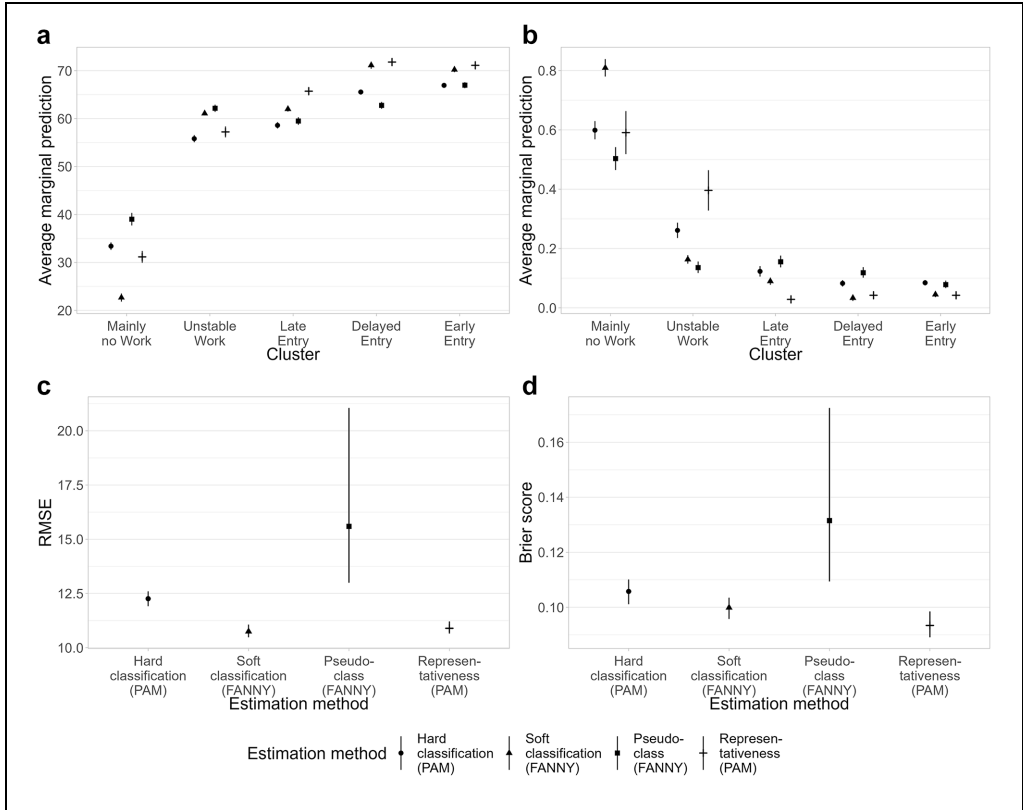 a
Average marginal prediction
70
60
50
40
30
20
Mainly
no Work
Unstable
Work
Late
Entry
Delayed
Entry
Early
Entry
Cluster
b
Average marginal prediction
0.8
0.6
0.4
0.2
0.0
Mainly
no Work
Unstable
Work
Late
Entry
Delayed
Entry
Early
Entry
Cluster
c
RMSE
20.0
17.5
15.0
12.5
10.0
Hard
classification
(PAM)
Soft
classification
(FANNY)
Pseudo-
class
(FANNY)
Represen-
tativeness
(PAM)
Estimation method
d
Brier score
0.16
0.14
0.12
0.10
Hard
classification
(PAM)
Soft
classification
(FANNY)
Pseudo-
class
(FANNY)
Represen-
tativeness
(PAM)
Estimation method
Estimation method
Hard
classification
(PAM)
Soft
classification
(FANNY)
Pseudo-
class
(FANNY)
Represen-
tativeness
(PAM)